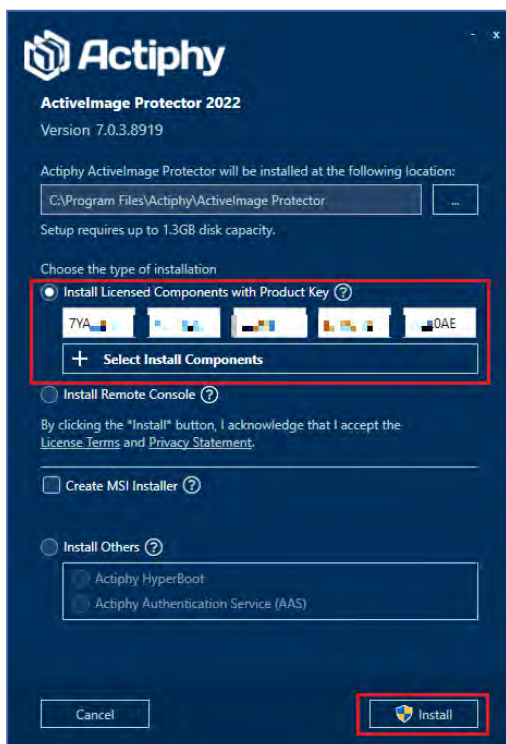 Actiphy
- x
ActiveImage Protector 2022
Version 7.0.3.8919
Actiphy ActiveImage Protector will be installed at the following location:
C:\Program Files\Actiphy\ActiveImage Protector
...
Setup requires up to 1.3GB disk capacity.
Choose the type of installation
Install Licensed Components with Product Key ?
7YA 0AE
+ Select Install Components
Install Remote Console ?
By clicking the *Install* button, I acknowledge that I accept the
License Terms and Privacy Statement.
Create MSI Installer ?
Install Others ?
Actiphy HyperBoot
Actiphy Authentication Service (AAS)
Cancel
Install